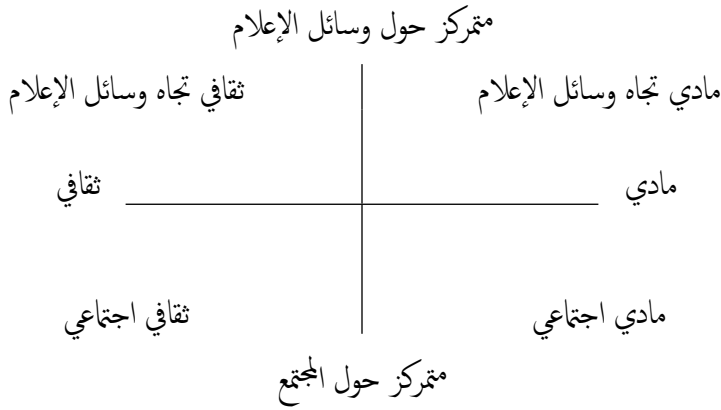 متمركز حول وسائل الإعلام
مادي تجاه وسائل الإعلام
ثقافي تجاه وسائل الإعلام
مادي
ثقافي
مادي اجتماعي
ثقافي اجتماعي
متمركز حول المجتمع